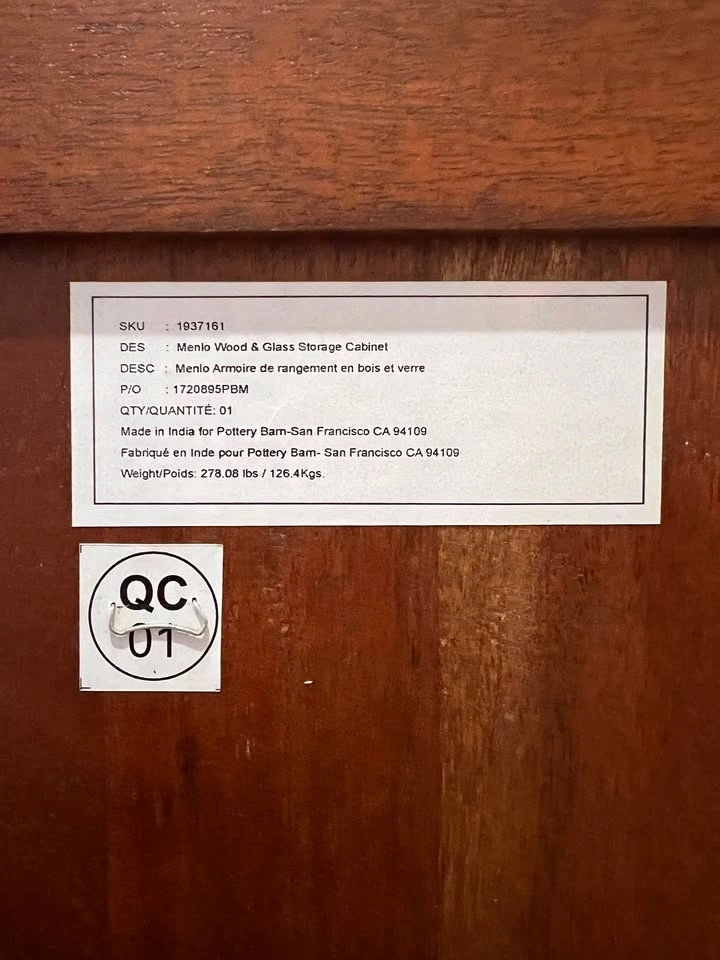 SKU : 1937161
DES : Menlo Wood & Glass Storage Cabinet
DESC : Menlo Armoire de rangement en bois et verre
P/O : 1720895PBM
QTY/QUANTITÉ: 01
Made in India for Pottery Barn-San Francisco CA 94109
Fabriqué en Inde pour Pottery Barn- San Francisco CA 94109
Weight/Poids: 278.08 lbs / 126.4Kgs.
QC
01